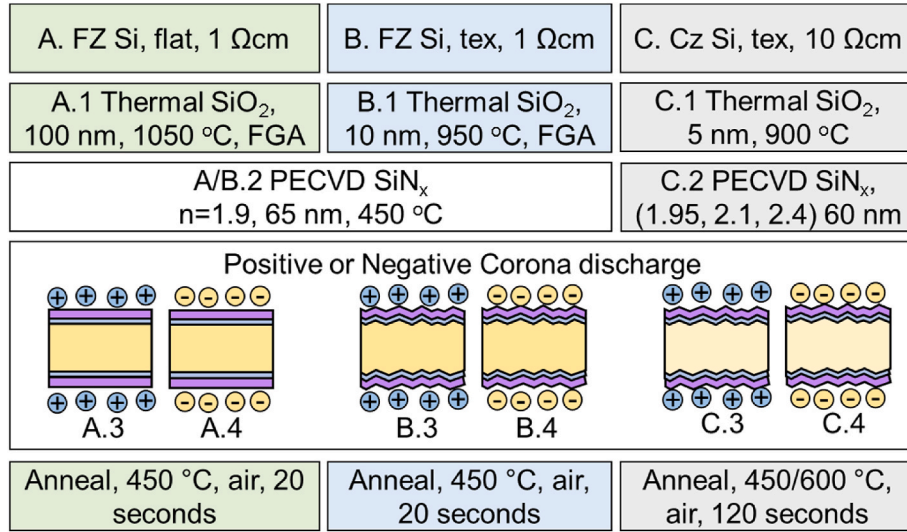 A. FZ Si, flat, 1 Ωcm
B. FZ Si, tex, 1 Ωcm
C. Cz Si, tex, 10 Ωcm
A.1 Thermal SiO₂,
100 nm, 1050 °C, FGA
B.1 Thermal SiO₂,
10 nm, 950 °C, FGA
C.1 Thermal SiO₂,
5 nm, 900 °C
A/B.2 PECVD SiNₓ
n=1.9, 65 nm, 450 °C
C.2 PECVD SiNₓ,
(1.95, 2.1, 2.4) 60 nm
Positive or Negative Corona discharge
+ + + + - - - - + + + + - - - - + + + + - - - -
+ + + + - - - - + + + + - - - - + + + + - - - -
A.3 A.4 B.3 B.4 C.3 C.4
Anneal, 450 °C, air, 20
seconds
Anneal, 450 °C, air,
20 seconds
Anneal, 450/600 °C,
air, 120 seconds